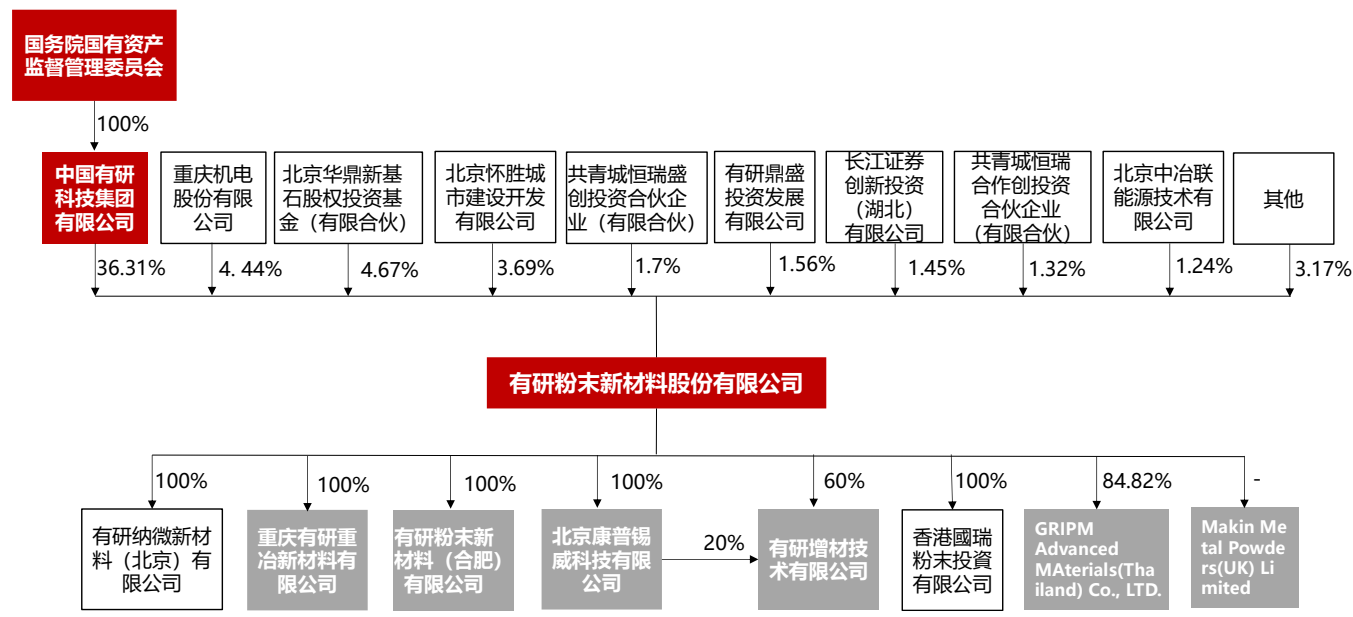 国务院国有资产
监督管理委员会
100%
中国有研
科技集团
有限公司
重庆机电
股份有限
公司
北京华鼎新基
石股权投资基
金（有限合伙）
北京怀胜城
市建设开发
有限公司
共青城恒瑞盛
创投资合伙企
业（有限合伙）
有研鼎盛
投资发展
有限公司
长江证券
创新投资
（湖北）
有限公司
共青城恒瑞
合作创投资
合伙企业
（有限合伙）
北京中冶联
能源技术有
限公司
其他
36.31%
4. 44%
4.67%
3.69%
1.7%
1.56%
1.45%
1.32%
1.24%
3.17%
有研粉末新材料股份有限公司
100%
100%
100%
100%
60%
100%
84.82%
-
有研纳微新材
料（北京）有
限公司
重庆有研重
冶新材料有
限公司
有研粉末新
材料（合肥）
有限公司
北京康普锡
威科技有限
公司
20%
有研增材技
术有限公司
香港國瑞
粉末投資
有限公司
GRIPM
Advanced
MAterials(Tha
iland) Co., LTD.
Makin Me
tal Powde
rs(UK) Li
mited